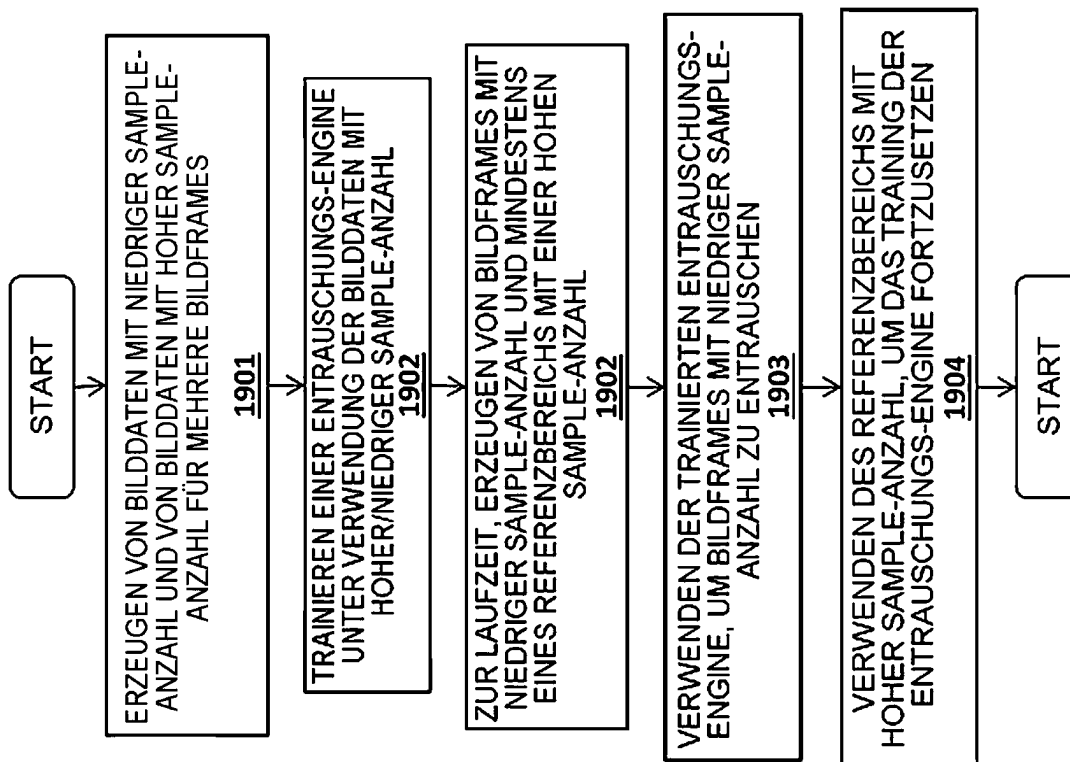 START
ERZEUGEN VON BILDDATEN MIT NIEDRIGER SAMPLE-
ANZAHL UND VON BILDDATEN MIT HOHER SAMPLE-
ANZAHL FÜR MEHRERE BILDFRAMES
1901
TRAINIEREN EINER ENTRAUSCHUNGS-ENGINE
UNTER VERWENDUNG DER BILDDATEN MIT
HOHER/NIEDRIGER SAMPLE-ANZAHL
1902
ZUR LAUFZEIT, ERZEUGEN VON BILDFRAMES MIT
NIEDRIGER SAMPLE-ANZAHL UND MINDESTENS
EINES REFERENZBEREICHS MIT EINER HOHEN
SAMPLE-ANZAHL
1902
VERWENDEN DER TRAINIERTEN ENTRAUSCHUNGS-
ENGINE, UM BILDFRAMES MIT NIEDRIGER SAMPLE-
ANZAHL ZU ENTRAUSCHEN
1903
VERWENDEN DES REFERENZBEREICHS MIT
HOHER SAMPLE-ANZAHL, UM DAS TRAINING DER
ENTRAUSCHUNGS-ENGINE FORTZUSETZEN
1904
START